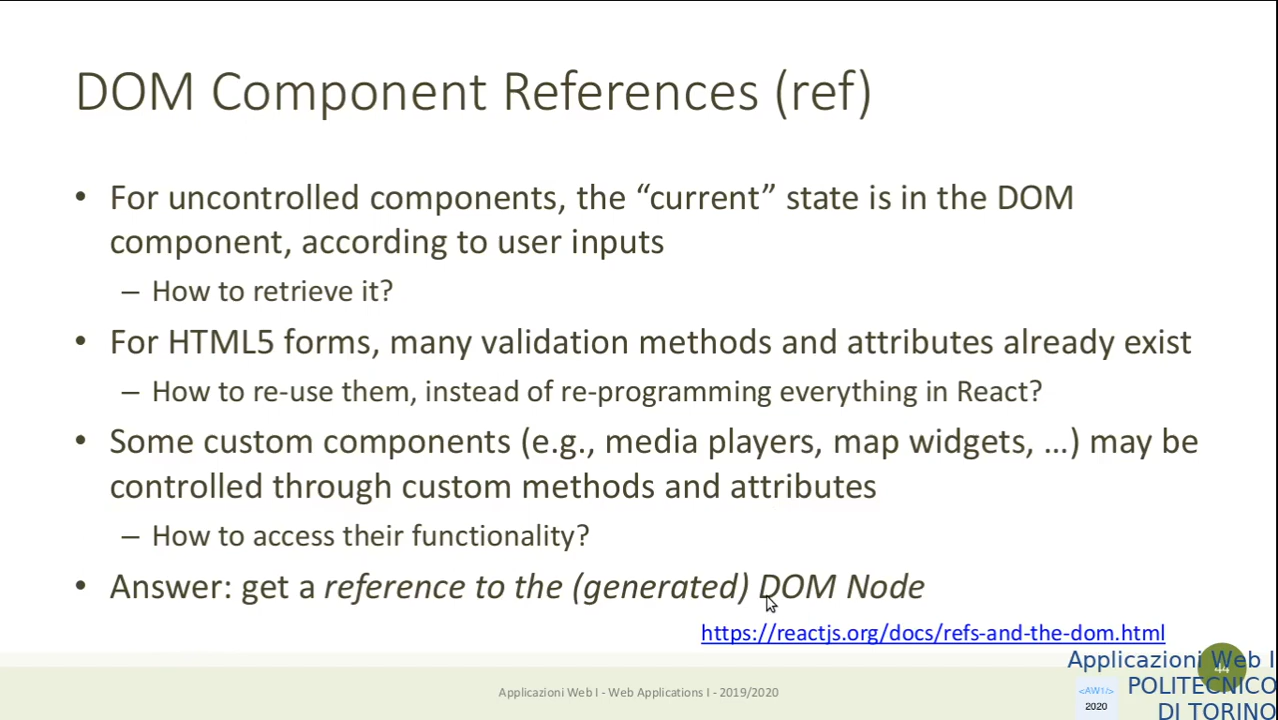 DOM Component References (ref)
• For uncontrolled components, the “current” state is in the DOM
component, according to user inputs
– How to retrieve it?
• For HTML5 forms, many validation methods and attributes already exist
– How to re-use them, instead of re-programming everything in React?
• Some custom components (e.g., media players, map widgets, …) may be
controlled through custom methods and attributes
– How to access their functionality?
• Answer: get a reference to the (generated) DOM Node
https://reactjs.org/docs/refs-and-the-dom.html
Applicazioni Web I - Web Applications I - 2019/2020
44
Applicazioni Web I
POLITECNICO
DI TORINO
<AW1/>
2020